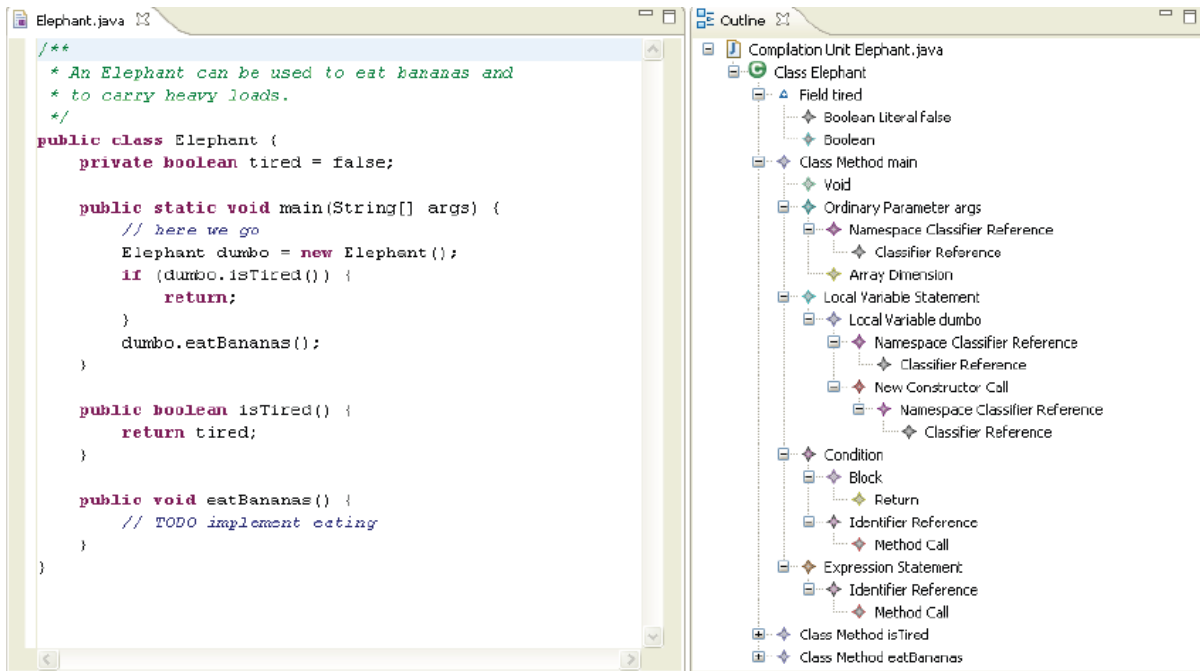 Elephant.java
/**
* An Elephant can be used to eat bananas and
* to carry heavy loads.
*/
public class Elephant {
private boolean tired = false;
public static void main(String[] args) {
// here we go
Elephant dumbo = new Elephant();
if (dumbo.isTired()) {
return;
}
dumbo.eatBananas();
}
public boolean isTired() {
return tired;
}
public void eatBananas() {
// TODO implement eating
}
}
Outline
Compilation Unit Elephant.java
Class Elephant
Field tired
Boolean Literal false
Boolean
Class Method main
Void
Ordinary Parameter args
Namespace Classifier Reference
Classifier Reference
Array Dimension
Local Variable Statement
Local Variable dumbo
Namespace Classifier Reference
Classifier Reference
New Constructor Call
Namespace Classifier Reference
Classifier Reference
Condition
Block
Return
Identifier Reference
Method Call
Expression Statement
Identifier Reference
Method Call
Class Method isTired
Class Method eatBananas